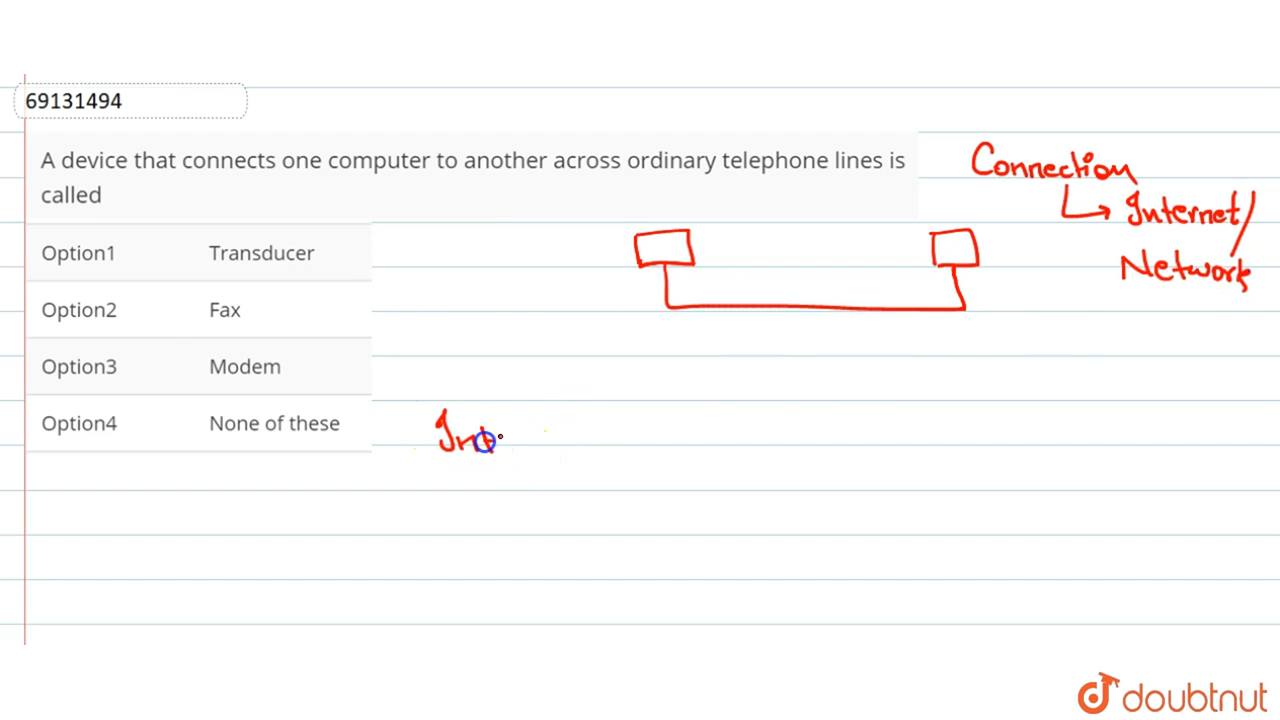 69131494
A device that connects one computer to another across ordinary telephone lines is
called
Option1 Transducer
Option2 Fax
Option3 Modem
Option4 None of these
Connection
Internet/
Network
Int
doubtnut